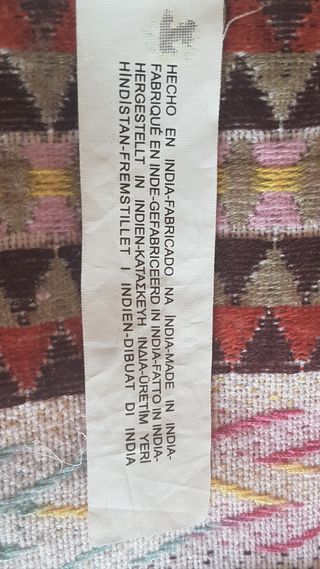 HECHO EN INDIA-FABRICADO NA ÍNDIA-MADE IN INDIA-
FABRIQUÉ EN INDE-GEFABRICEERD IN INDIA-FATTO IN INDIA-
HERGESTELLT IN INDIEN-ΚΑΤΑΣΚΕΥΗ ΙΝΔΙΑ-ÜRETİM YERİ
HİNDİSTAN-FREMSTILLET I INDIEN-DIBUAT DI INDIA